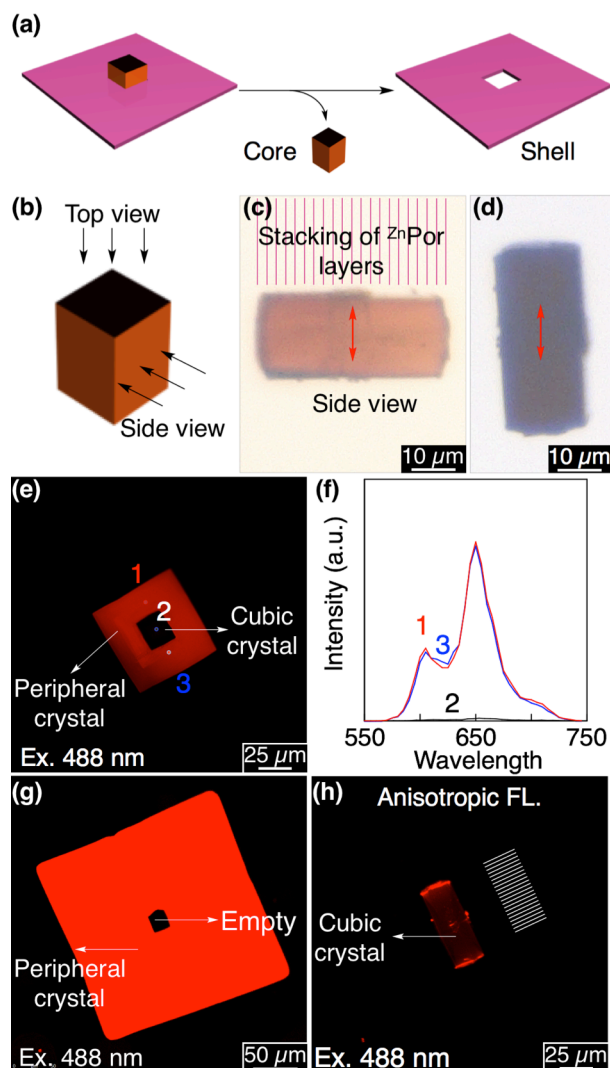 (a)
Core
Shell
(b)
Top view
Side view
(c)
Stacking of ZnPor
layers
Side view
10 µm
(d)
10 µm
(e)
1
2
3
Cubic
crystal
Peripheral
crystal
Ex. 488 nm
25 µm
(f)
Intensity (a.u.)
1
3
2
550
650
750
Wavelength
(g)
Empty
Peripheral
crystal
Ex. 488 nm
50 µm
(h)
Anisotropic FL.
Cubic
crystal
Ex. 488 nm
25 µm